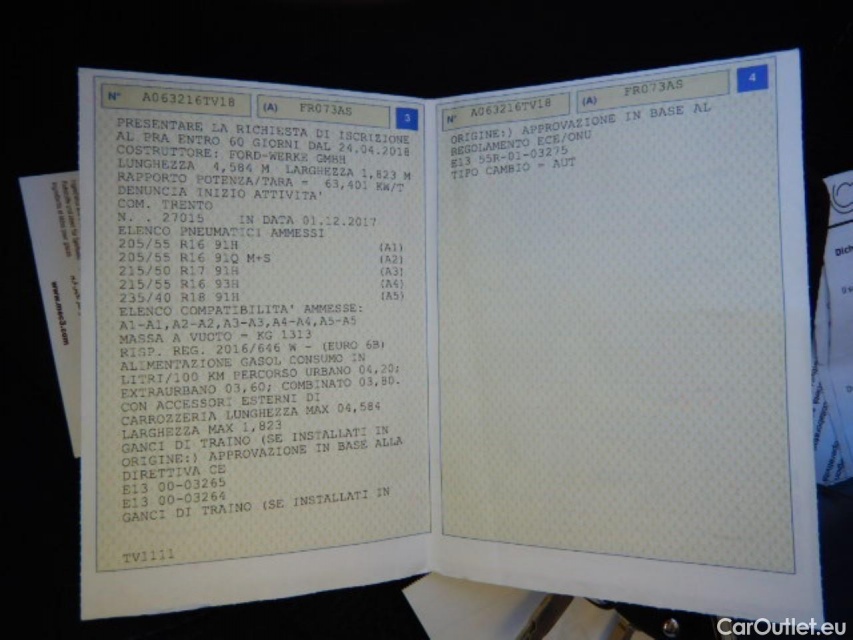 N° A063216TV18 (A) FR073AS 3
PRESENTARE LA RICHIESTA DI ISCRIZIONE
AL PRA ENTRO 60 GIORNI DAL 24.04.2018
COSTRUTTORE: FORD-WERKE GMBH
LUNGHEZZA 4,584 M LARGHEZZA 1,823 M
RAPPORTO POTENZA/TARA = 63,401 KW/T
DENUNCIA INIZIO ATTIVITA'
COM. TRENTO
N. . 27015 IN DATA 01.12.2017
ELENCO PNEUMATICI AMMESSI
205/55 R16 91H (A1)
205/55 R16 91Q M+S (A2)
215/50 R17 91H (A3)
215/55 R16 93H (A4)
235/40 R18 91H (A5)
ELENCO COMPATIBILITA' AMMESSE:
A1-A1,A2-A2,A3-A3,A4-A4,A5-A5
MASSA A VUOTO = KG 1313
RISP. REG. 2016/646 W - (EURO 6B)
ALIMENTAZIONE GASOL CONSUMO IN
LITRI/100 KM PERCORSO URBANO 04,20;
EXTRAURBANO 03,60; COMBINATO 03,80.
CON ACCESSORI ESTERNI DI
CARROZZERIA LUNGHEZZA MAX 04,584
LARGHEZZA MAX 1,823
GANCI DI TRAINO (SE INSTALLATI IN
ORIGINE:) APPROVAZIONE IN BASE ALLA
DIRETTIVA CE
E13 00-03265
E13 00-03264
GANCI DI TRAINO (SE INSTALLATI IN
TV1111
N° A063216TV18 (A) FR073AS 4
ORIGINE:) APPROVAZIONE IN BASE AL
REGOLAMENTO ECE/ONU
E13 55R-01-03275
TIPO CAMBIO = AUT
www.mec3.com
Dich
CarOutlet.eu